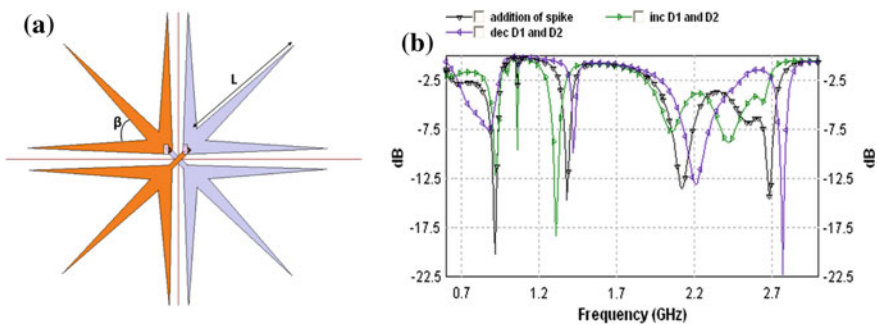 (a)
L
β
(b)
addition of spike
inc D1 and D2
dec D1 and D2
-2.5
-7.5
-12.5
-17.5
-22.5
dB
-2.5
-7.5
-12.5
-17.5
-22.5
dB
0.7
1.2
1.7
2.2
2.7
Frequency (GHz)